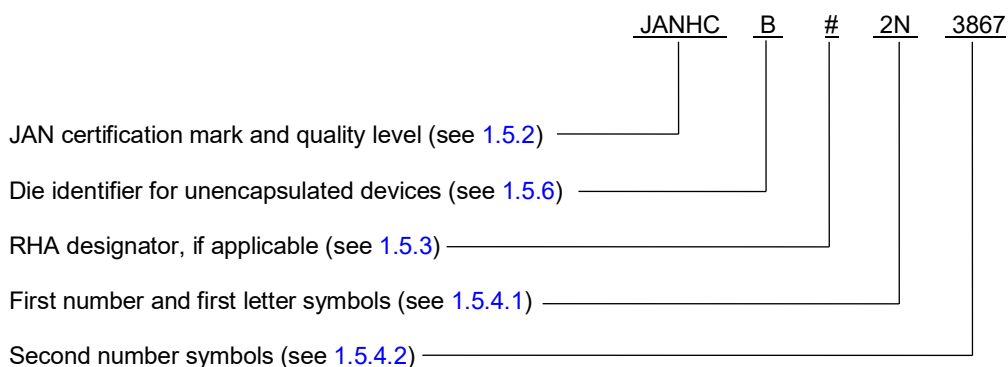 JANHC B # 2N 3867
JAN certification mark and quality level (see 1.5.2)
Die identifier for unencapsulated devices (see 1.5.6)
RHA designator, if applicable (see 1.5.3)
First number and first letter symbols (see 1.5.4.1)
Second number symbols (see 1.5.4.2)